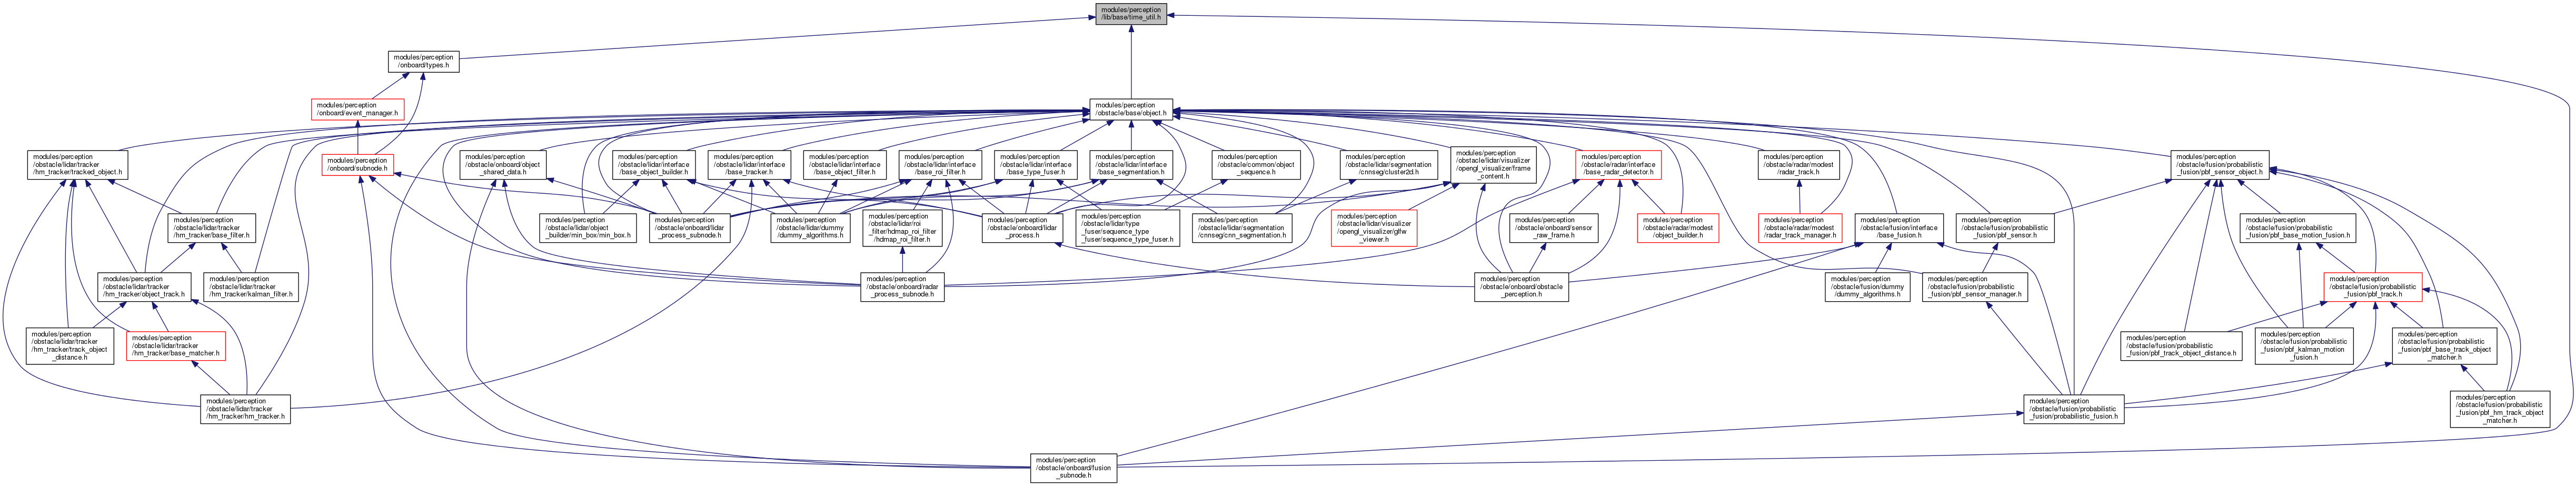 modules/perception
/lib/base/time_util.h
modules/perception
/onboard/types.h
modules/perception
/onboard/event_manager.h
modules/perception
/obstacle/base/object.h
modules/perception
/obstacle/lidar/tracker
/hm_tracker/tracked_object.h
modules/perception
/onboard/subnode.h
modules/perception
/obstacle/onboard/object
_shared_data.h
modules/perception
/obstacle/lidar/interface
/base_object_builder.h
modules/perception
/obstacle/lidar/interface
/base_tracker.h
modules/perception
/obstacle/lidar/interface
/base_object_filter.h
modules/perception
/obstacle/lidar/interface
/base_roi_filter.h
modules/perception
/obstacle/lidar/interface
/base_type_fuser.h
modules/perception
/obstacle/lidar/interface
/base_segmentation.h
modules/perception
/obstacle/common/object
_sequence.h
modules/perception
/obstacle/lidar/segmentation
/cnnseg/cluster2d.h
modules/perception
/obstacle/lidar/visualizer
/opengl_visualizer/frame
_content.h
modules/perception
/obstacle/radar/interface
/base_radar_detector.h
modules/perception
/obstacle/radar/modest
/radar_track.h
modules/perception
/obstacle/fusion/probabilistic
_fusion/pbf_sensor_object.h
modules/perception
/obstacle/lidar/tracker
/hm_tracker/base_filter.h
modules/perception
/obstacle/lidar/object
_builder/min_box/min_box.h
modules/perception
/obstacle/onboard/lidar
_process_subnode.h
modules/perception
/obstacle/lidar/dummy
/dummy_algorithms.h
modules/perception
/obstacle/lidar/roi
_filter/hdmap_roi_filter
/hdmap_roi_filter.h
modules/perception
/obstacle/onboard/lidar
_process.h
modules/perception
/obstacle/lidar/type
_fuser/sequence_type
_fuser/sequence_type_fuser.h
modules/perception
/obstacle/lidar/segmentation
/cnnseg/cnn_segmentation.h
modules/perception
/obstacle/lidar/visualizer
/opengl_visualizer/glfw
_viewer.h
modules/perception
/obstacle/onboard/sensor
_raw_frame.h
modules/perception
/obstacle/radar/modest
/object_builder.h
modules/perception
/obstacle/radar/modest
/radar_track_manager.h
modules/perception
/obstacle/fusion/interface
/base_fusion.h
modules/perception
/obstacle/fusion/probabilistic
_fusion/pbf_sensor.h
modules/perception
/obstacle/fusion/probabilistic
_fusion/pbf_base_motion_fusion.h
modules/perception
/obstacle/lidar/tracker
/hm_tracker/object_track.h
modules/perception
/obstacle/lidar/tracker
/hm_tracker/kalman_filter.h
modules/perception
/obstacle/onboard/radar
_process_subnode.h
modules/perception
/obstacle/onboard/obstacle
_perception.h
modules/perception
/obstacle/fusion/dummy
/dummy_algorithms.h
modules/perception
/obstacle/fusion/probabilistic
_fusion/pbf_sensor_manager.h
modules/perception
/obstacle/fusion/probabilistic
_fusion/pbf_track.h
modules/perception
/obstacle/lidar/tracker
/hm_tracker/track_object
_distance.h
modules/perception
/obstacle/lidar/tracker
/hm_tracker/base_matcher.h
modules/perception
/obstacle/fusion/probabilistic
_fusion/pbf_track_object_distance.h
modules/perception
/obstacle/fusion/probabilistic
_fusion/pbf_kalman_motion
_fusion.h
modules/perception
/obstacle/fusion/probabilistic
_fusion/pbf_base_track_object
_matcher.h
modules/perception
/obstacle/lidar/tracker
/hm_tracker/hm_tracker.h
modules/perception
/obstacle/fusion/probabilistic
_fusion/probabilistic_fusion.h
modules/perception
/obstacle/fusion/probabilistic
_fusion/pbf_hm_track_object
_matcher.h
modules/perception
/obstacle/onboard/fusion
_subnode.h